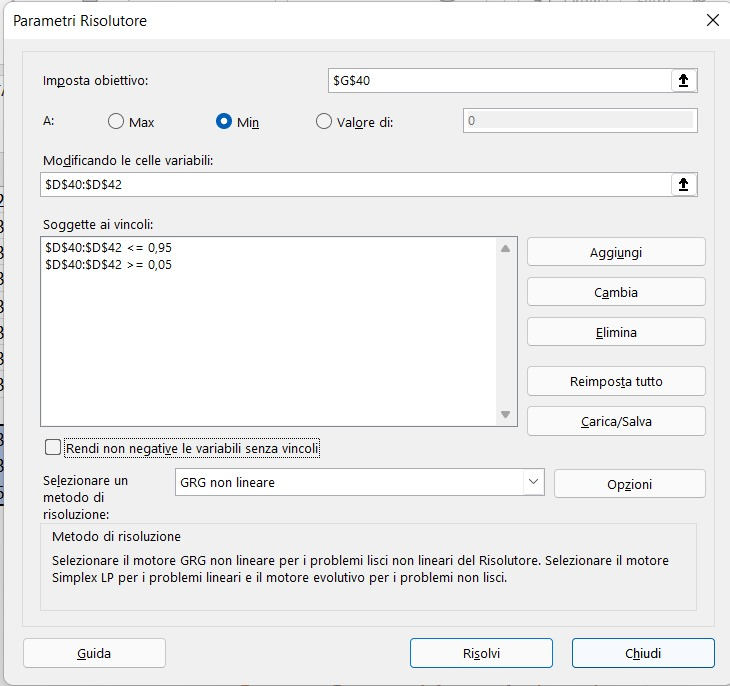 Parametri Risolutore
Imposta obiettivo:
$G$40
A:
Max
Min
Valore di:
0
Modificando le celle variabili:
$D$40:$D$42
Soggette ai vincoli:
$D$40:$D$42 <= 0,95
$D$40:$D$42 >= 0,05
Aggiungi
Cambia
Elimina
Reimposta tutto
Carica/Salva
Rendi non negative le variabili senza vincoli
Selezionare un
metodo di
risoluzione:
GRG non lineare
Opzioni
Metodo di risoluzione
Selezionare il motore GRG non lineare per i problemi lisci non lineari del Risolutore. Selezionare il motore
Simplex LP per i problemi lineari e il motore evolutivo per i problemi non lisci.
Guida
Risolvi
Chiudi